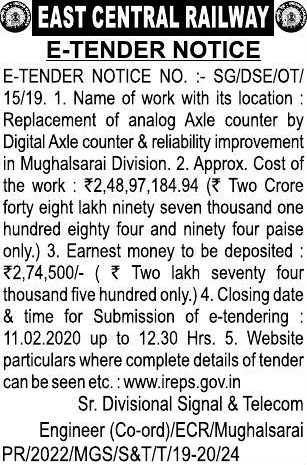 EAST CENTRAL RAILWAY
E-TENDER NOTICE
E-TENDER NOTICE NO. :- SG/DSE/OT/
15/19. 1. Name of work with its location :
Replacement of analog Axle counter by
Digital Axle counter & reliability improvement
in Mughalsarai Division. 2. Approx. Cost of
the work : ₹2,48,97,184.94 (₹ Two Crore
forty eight lakh ninety seven thousand one
hundred eighty four and ninety four paise
only.) 3. Earnest money to be deposited :
₹2,74,500/- ( ₹ Two lakh seventy four
thousand five hundred only.) 4. Closing date
& time for Submission of e-tendering :
11.02.2020 up to 12.30 Hrs. 5. Website
particulars where complete details of tender
can be seen etc. : www.ireps.gov.in
Sr. Divisional Signal & Telecom
Engineer (Co-ord)/ECR/Mughalsarai
PR/2022/MGS/S&T/T/19-20/24